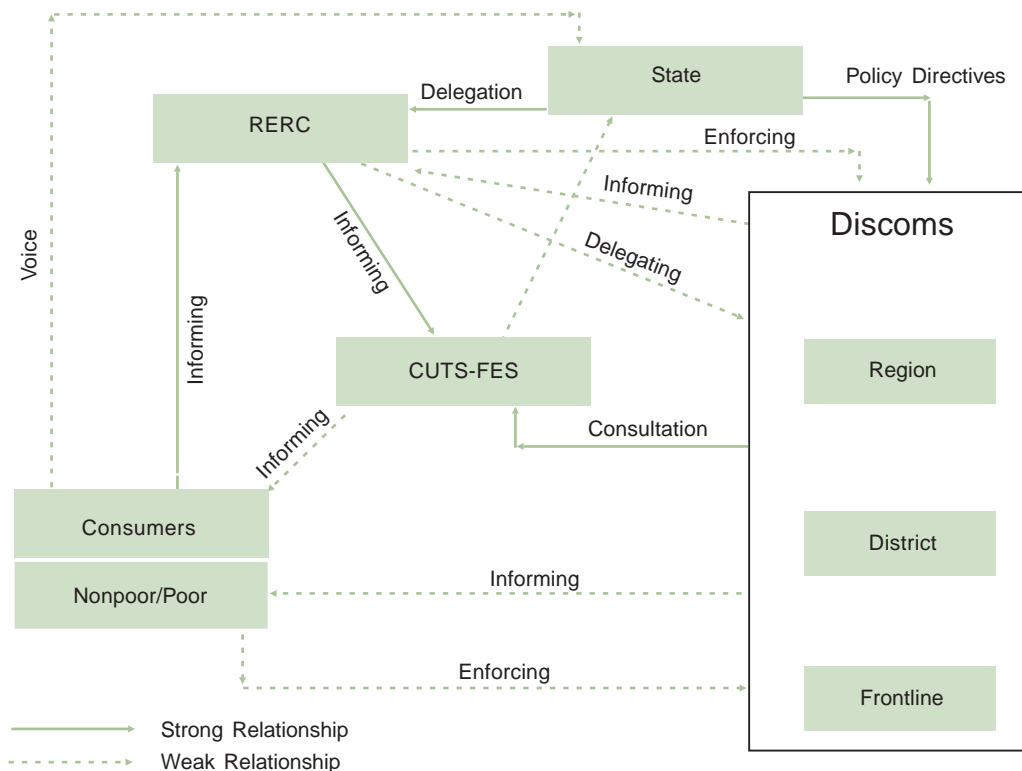 State
Policy Directives
Delegation
RERC
Enforcing
Informing
Discoms
Delegating
Informing
Voice
Informing
CUTS-FES
Region
Consultation
Informing
Consumers
District
Nonpoor/Poor
Informing
Enforcing
Frontline
Strong Relationship
Weak Relationship